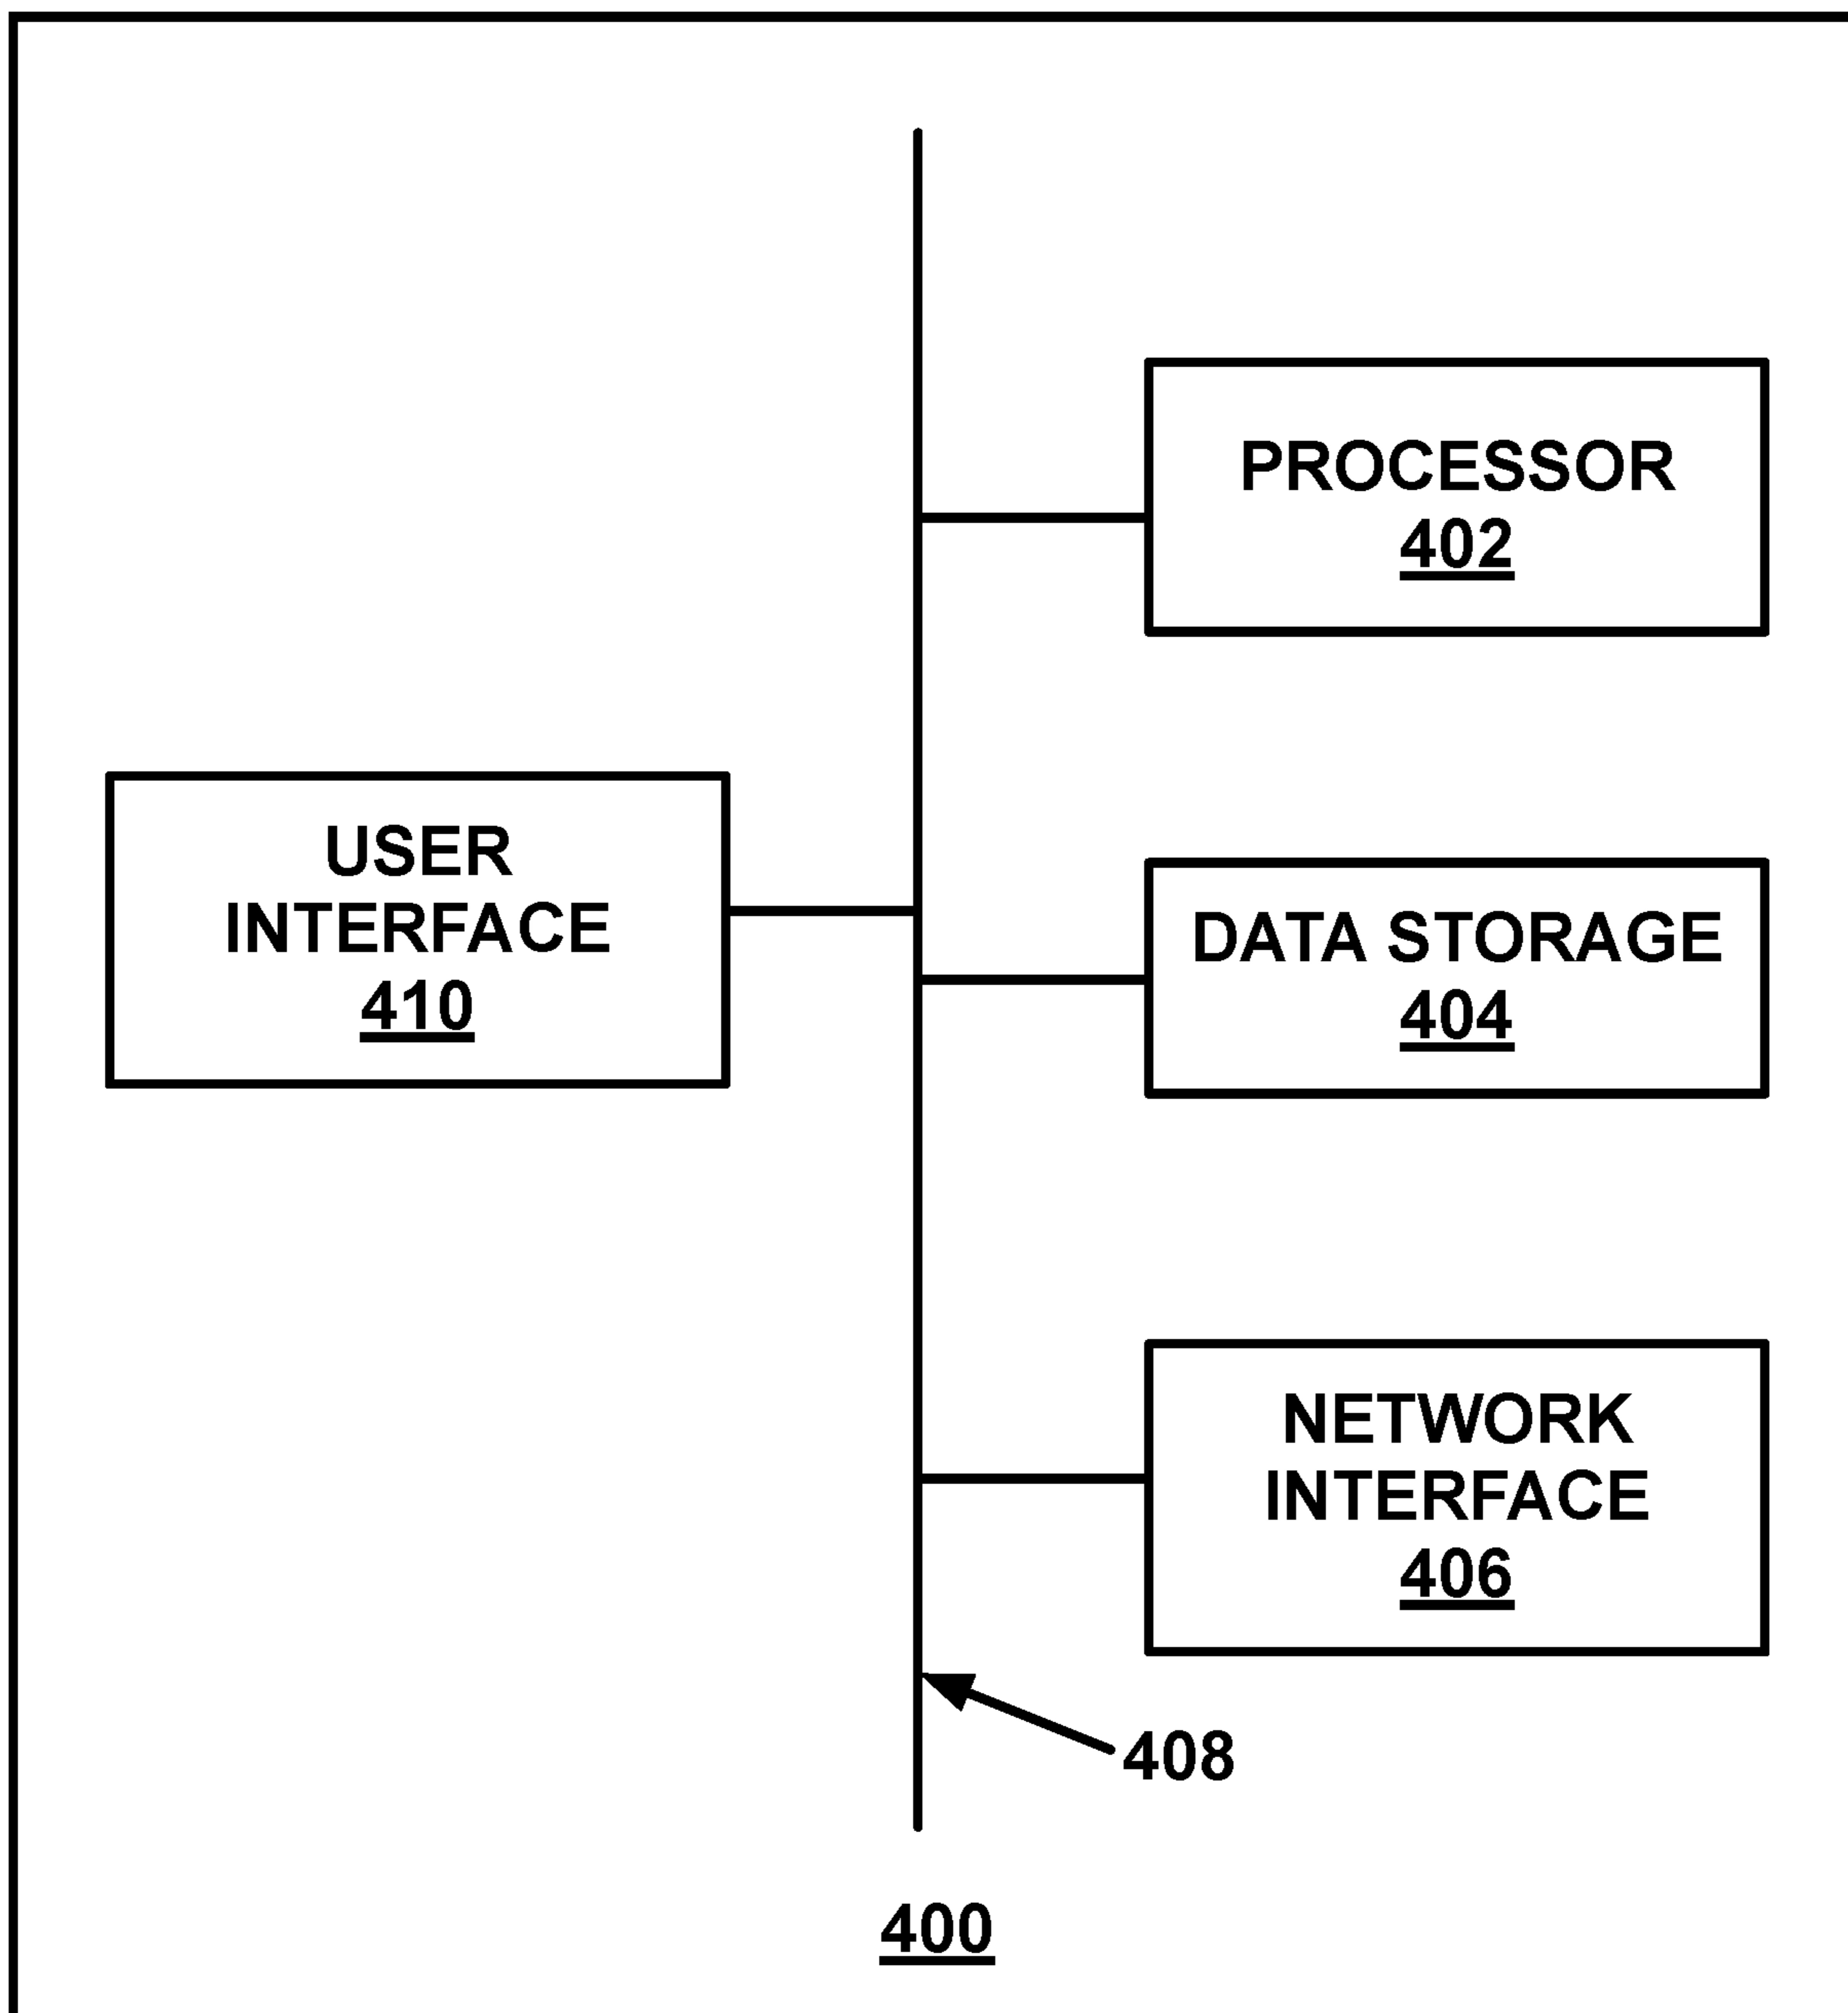 PROCESSOR
402
USER
INTERFACE
410
DATA STORAGE
404
NETWORK
INTERFACE
406
408
400